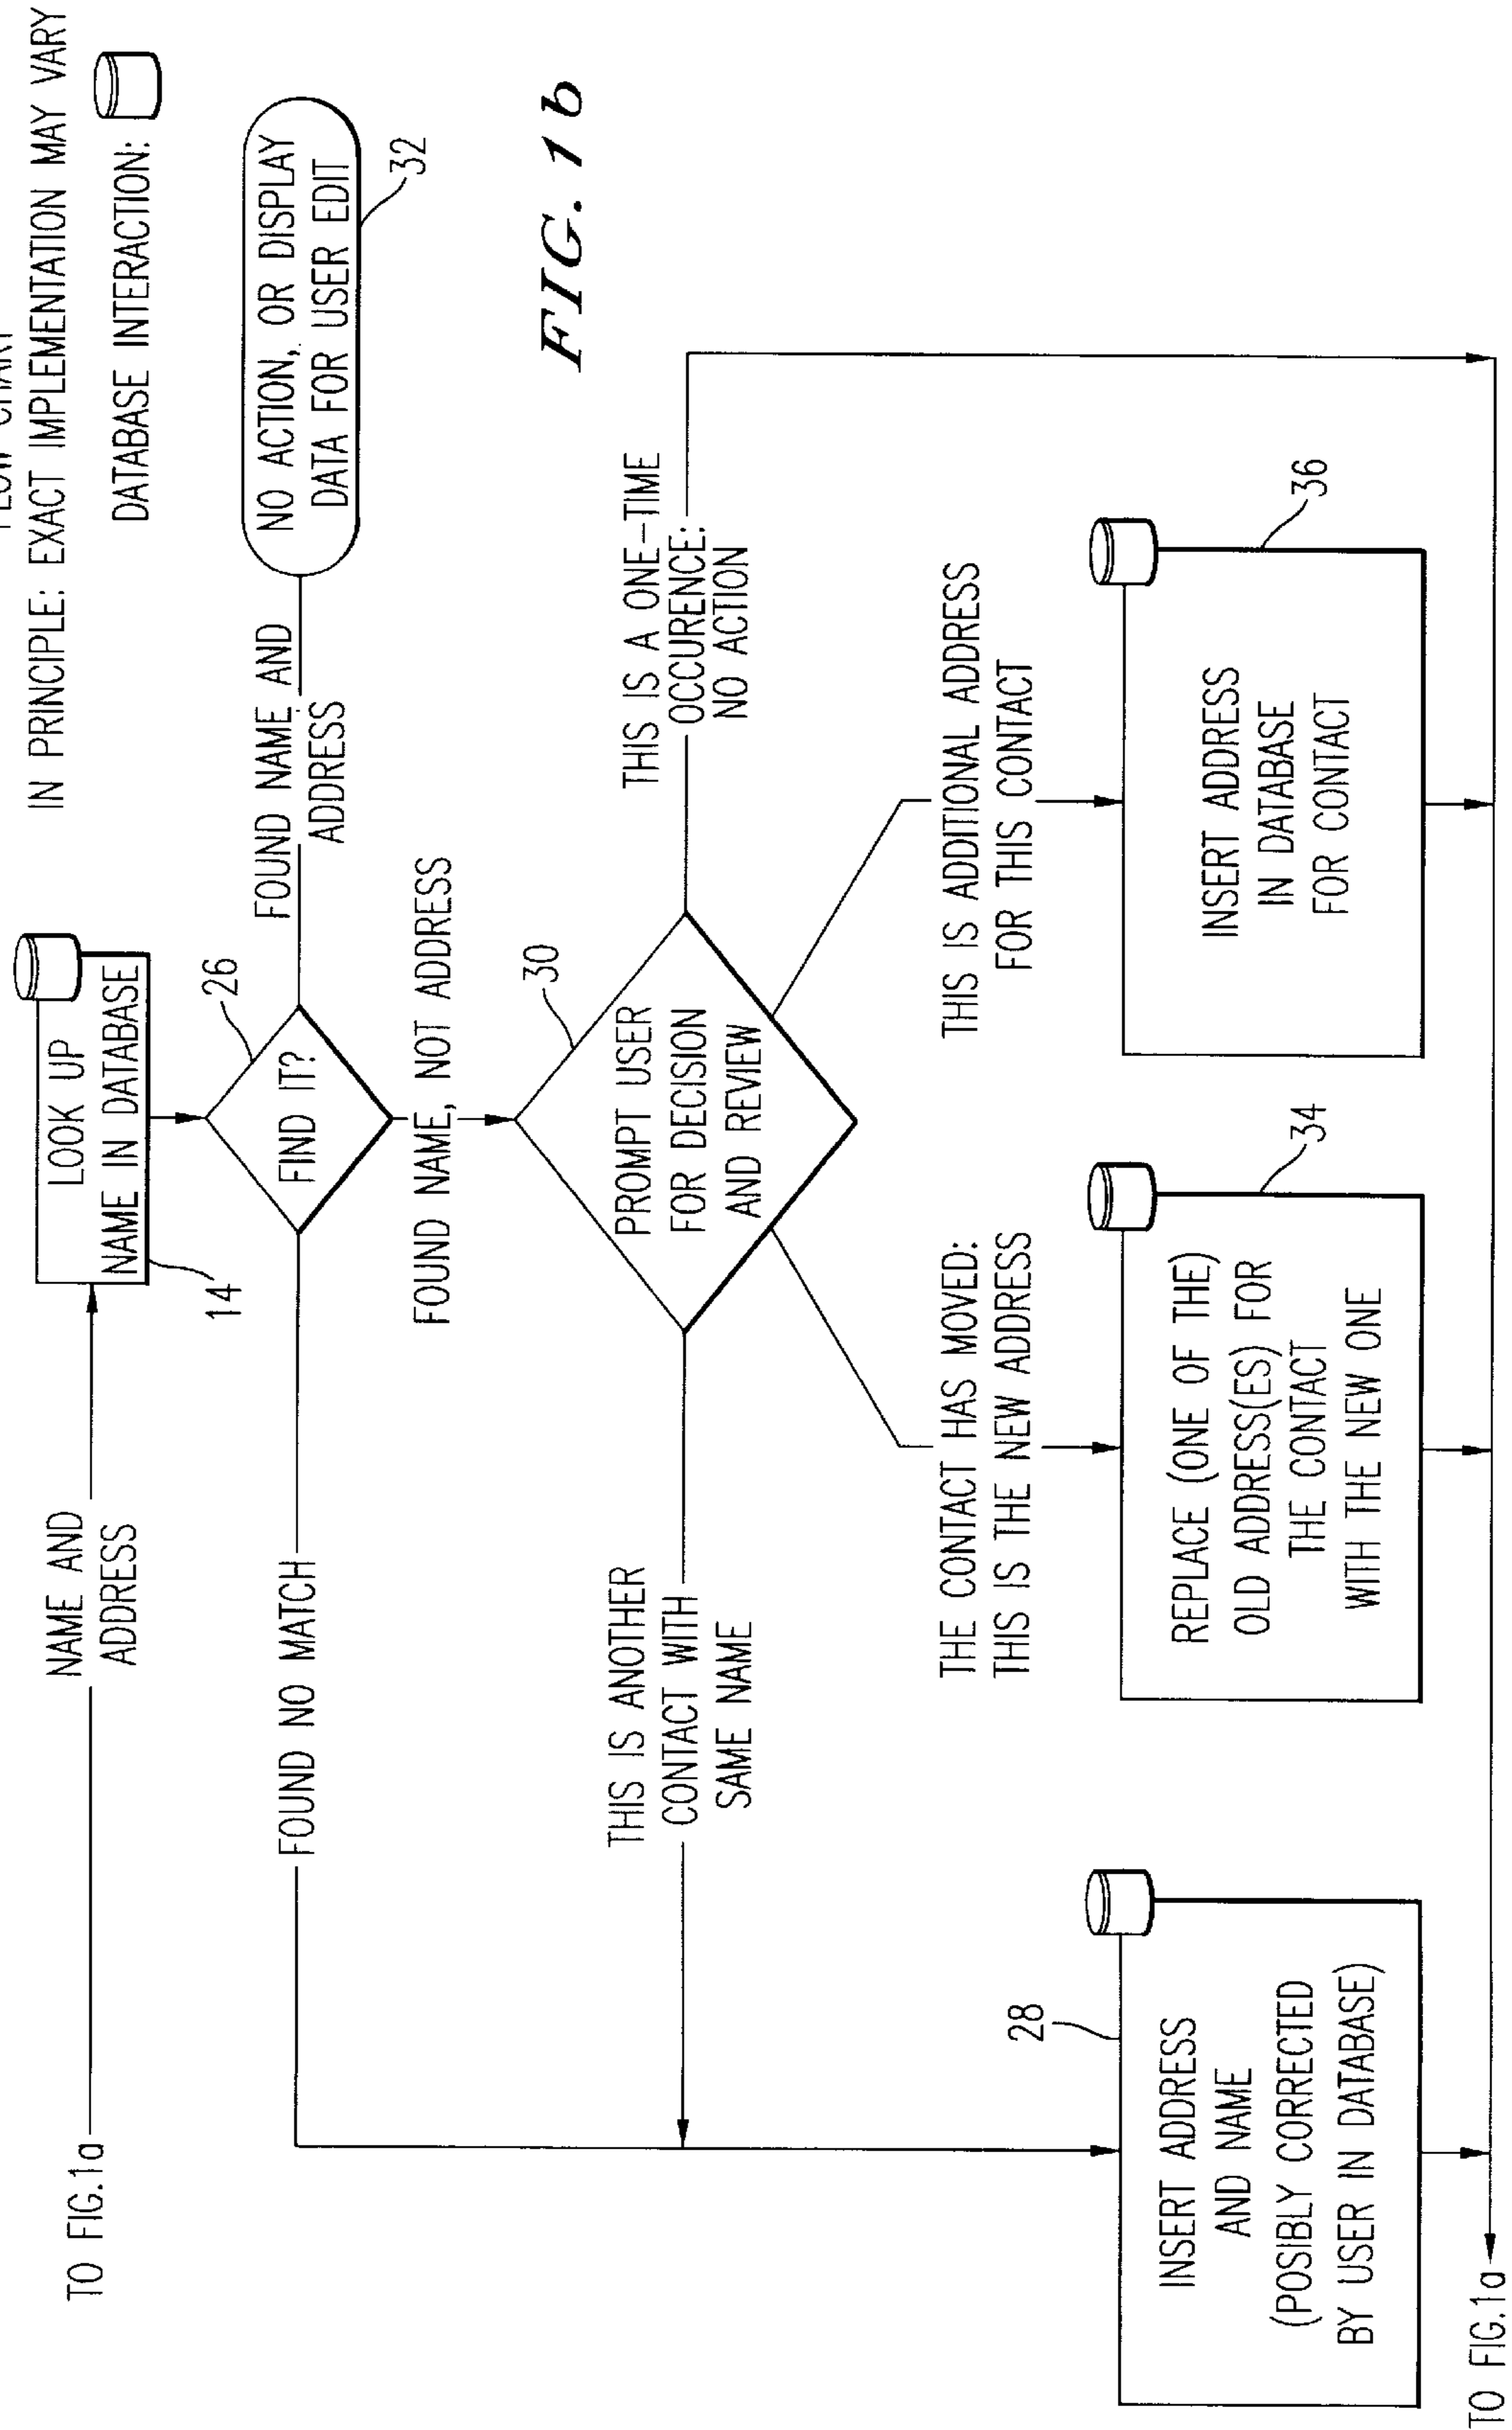 FLOW CHART
IN PRINCIPLE: EXACT IMPLEMENTATION MAY VARY
DATABASE INTERACTION:
TO FIG.1a
NAME AND
ADDRESS
LOOK UP
NAME IN DATABASE
14
FIND IT?
26
FOUND NO MATCH
FOUND NAME AND
ADDRESS
NO ACTION, OR DISPLAY
DATA FOR USER EDIT
32
FOUND NAME, NOT ADDRESS
FIG. 1b
PROMPT USER
FOR DECISION
AND REVIEW
30
THIS IS ANOTHER
CONTACT WITH
SAME NAME
THIS IS A ONE-TIME
OCCURENCE:
NO ACTION
THE CONTACT HAS MOVED:
THIS IS THE NEW ADDRESS
THIS IS ADDITIONAL ADDRESS
FOR THIS CONTACT
28
INSERT ADDRESS
AND NAME
(POSIBLY CORRECTED
BY USER IN DATABASE)
REPLACE (ONE OF THE)
OLD ADDRESS(ES) FOR
THE CONTACT
WITH THE NEW ONE
34
INSERT ADDRESS
IN DATABASE
FOR CONTACT
36
TO FIG.1a